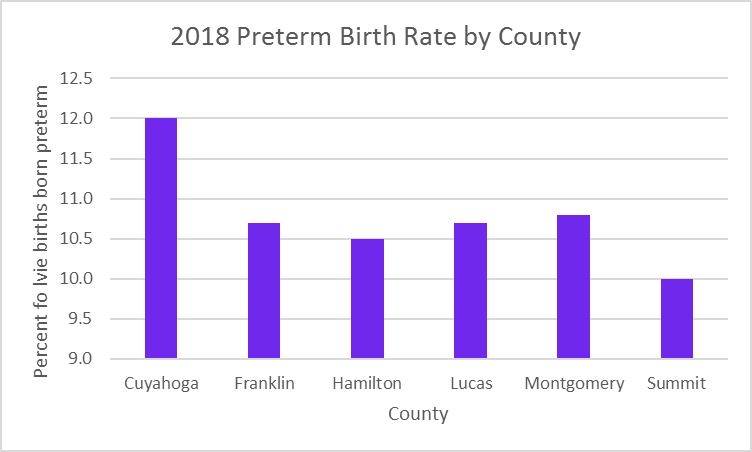 2018 Preterm Birth Rate by County
Percent fo lvie births born preterm
12.5
12.0
11.5
11.0
10.5
10.0
9.5
9.0
Cuyahoga Franklin Hamilton Lucas Montgomery Summit
County